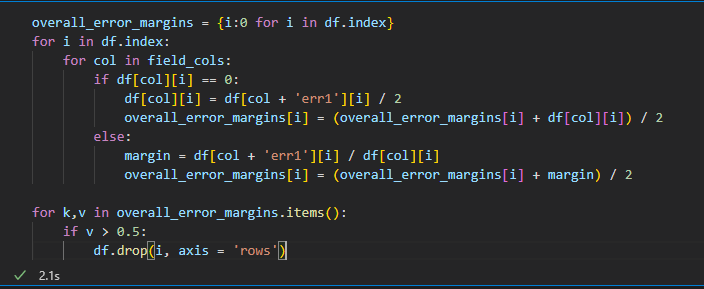 overall_error_margins = {i:0 for i in df.index}
for i in df.index:
    for col in field_cols:
        if df[col][i] == 0:
            df[col][i] = df[col + 'err1'][i] / 2
            overall_error_margins[i] = (overall_error_margins[i] + df[col][i]) / 2
        else:
            margin = df[col + 'err1'][i] / df[col][i]
            overall_error_margins[i] = (overall_error_margins[i] + margin) / 2
for k,v in overall_error_margins.items():
    if v > 0.5:
        df.drop(i, axis = 'rows')
✓ 2.1s